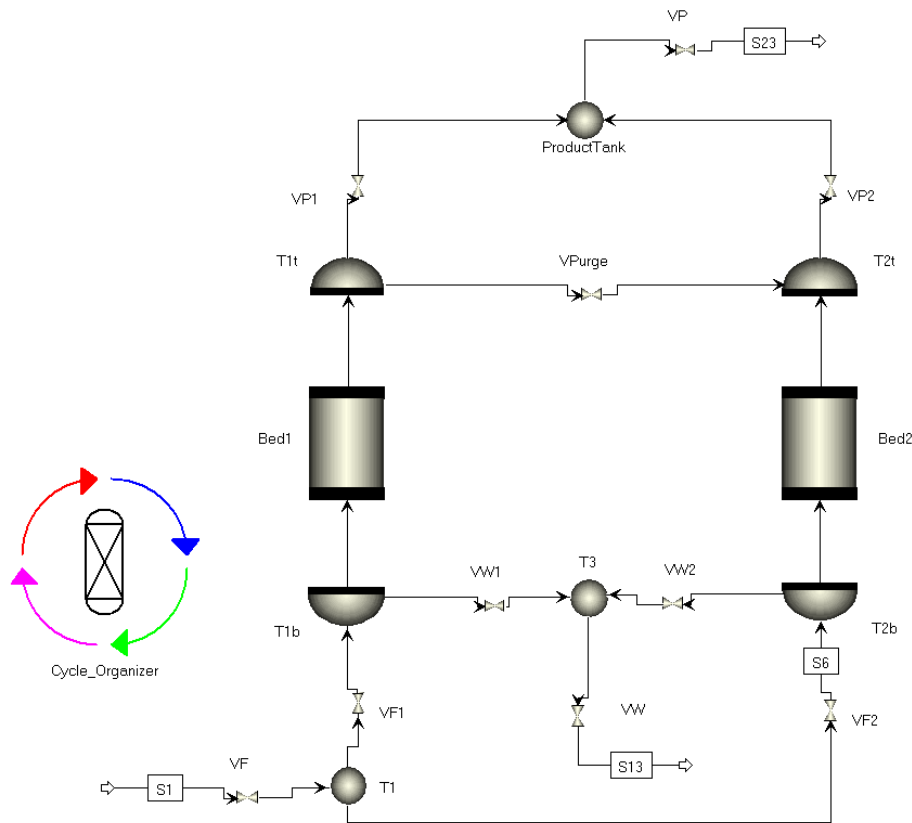 VP
S23
ProductTank
VP1
VP2
T1t
VPurge
T2t
Bed1
Bed2
VW1
T3
VW2
T1b
T2b
Cycle_Organizer
S6
VF1
VW
VF2
VF
S13
S1
T1